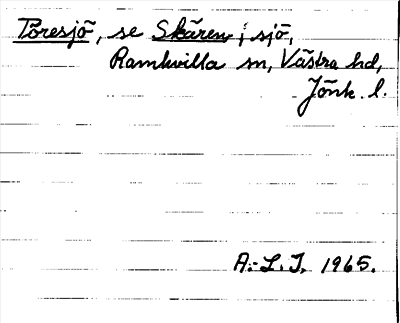 Töresjö, se Skären, sjö,
Ramkvilla sn, Västra hd,
Jönk. l.
A.-L.J. 1965.